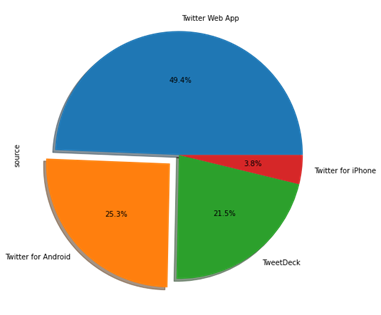 Twitter Web App
49.4%
source
3.8%
Twitter for iPhone
25.3%
21.5%
Twitter for Android
TweetDeck